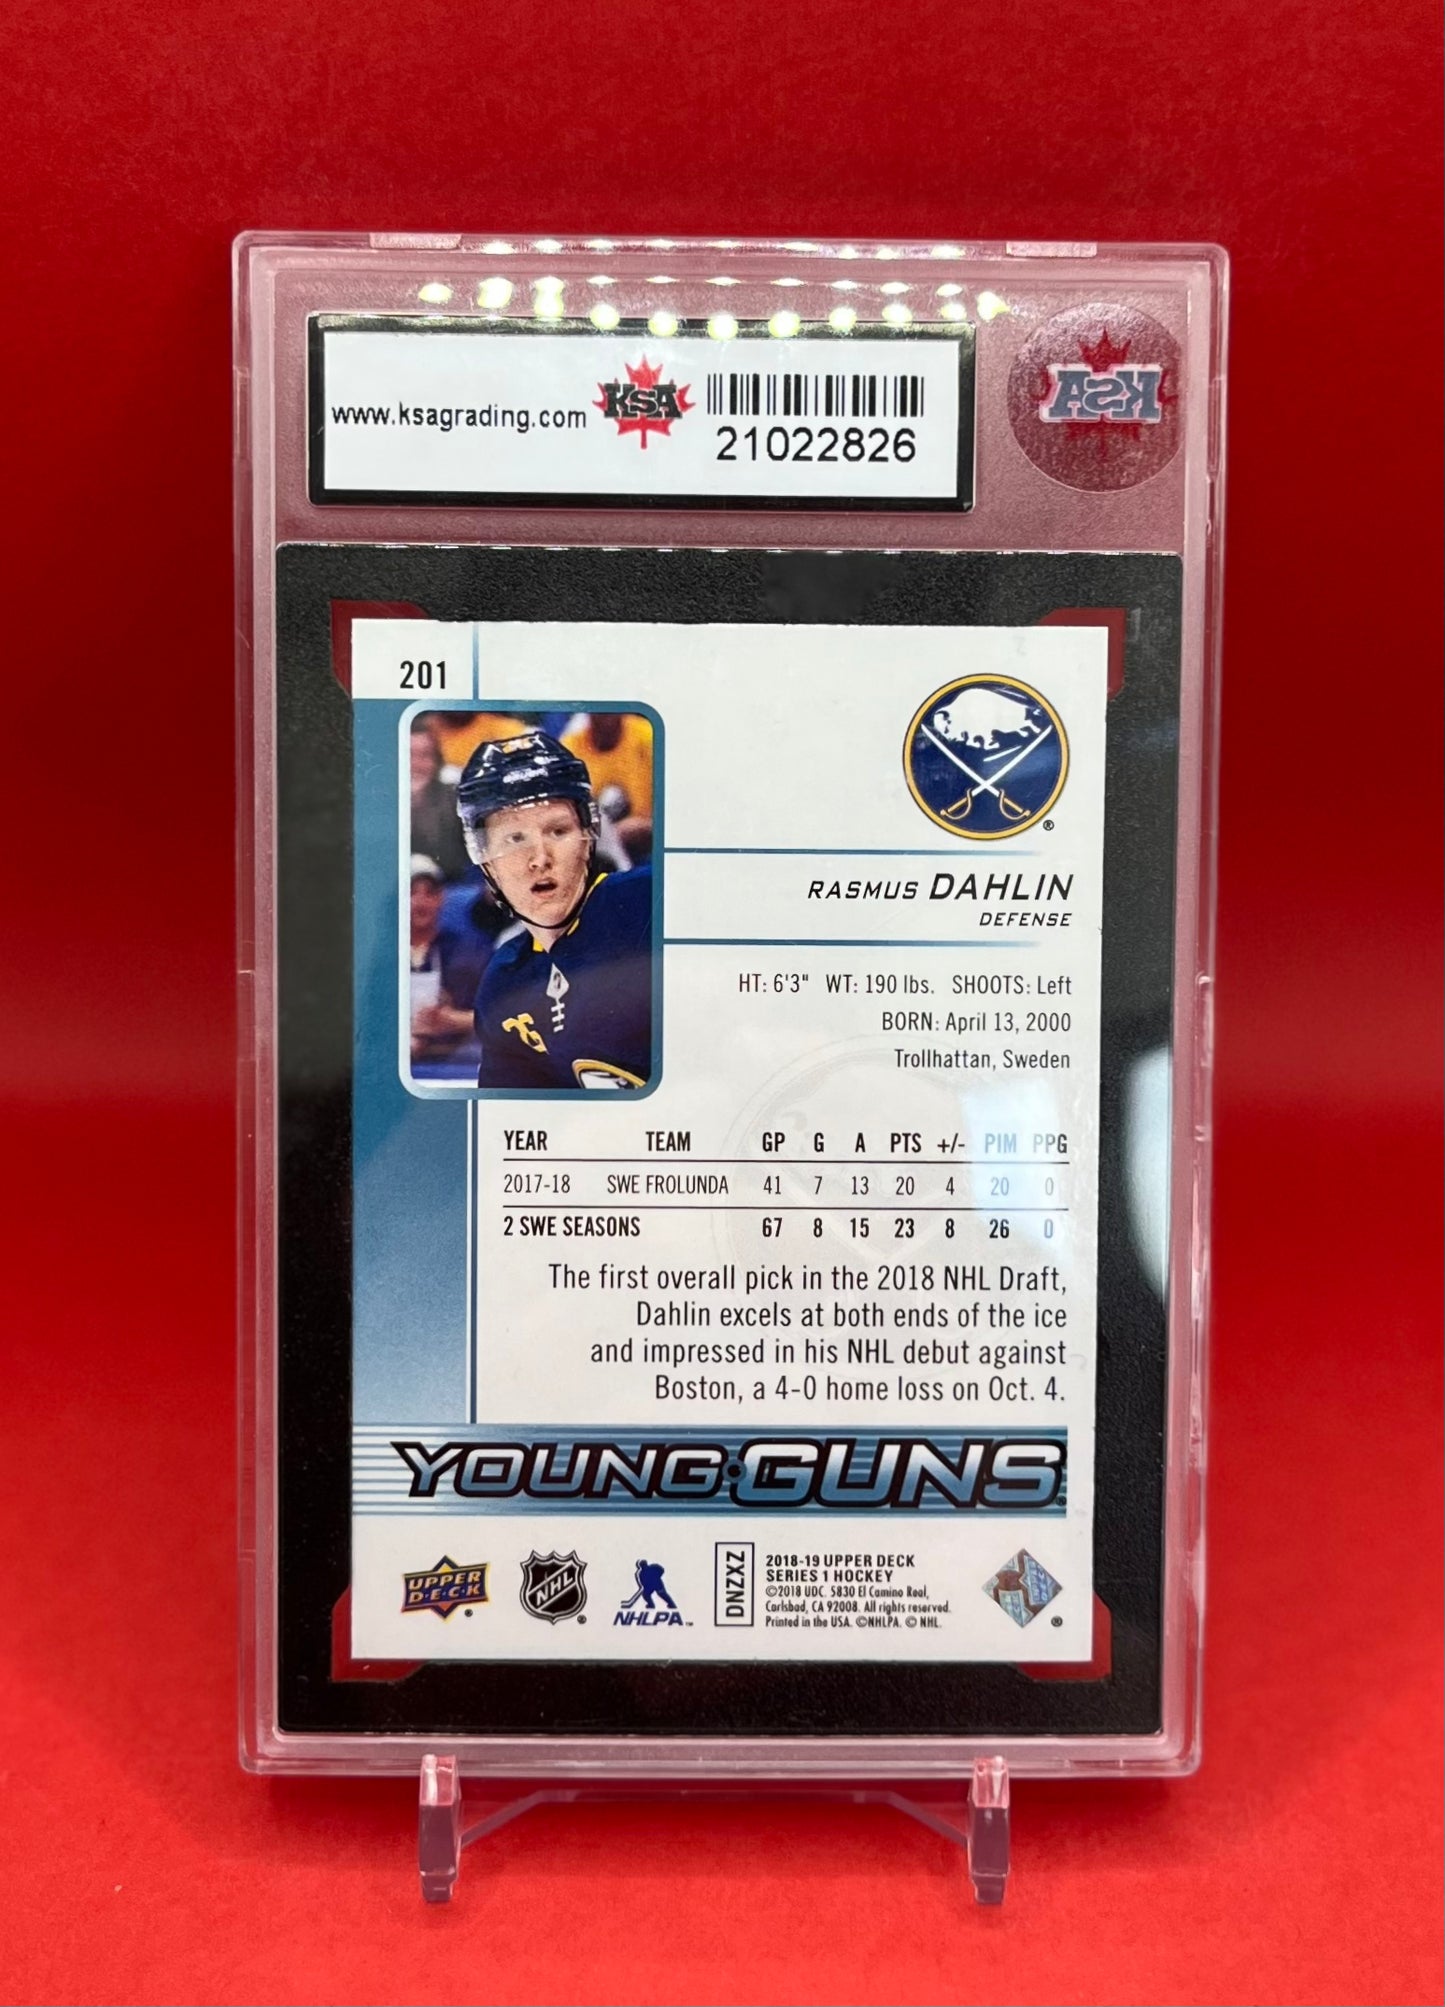 www.ksagrading.com KSA
21022826
KSA
201
RASMUS DAHLIN
DEFENSE
HT: 6'3" WT: 190 lbs. SHOOTS: Left
BORN: April 13, 2000
Trollhattan, Sweden
YEAR TEAM GP G A PTS +/- PIM PPG
2017-18 SWE FROLUNDA 41 7 13 20 4 20 0
2 SWE SEASONS 67 8 15 23 8 26 0
The first overall pick in the 2018 NHL Draft,
Dahlin excels at both ends of the ice
and impressed in his NHL debut against
Boston, a 4-0 home loss on Oct. 4.
YOUNG GUNS®
UPPER DECK®
NHL®
NHLPA™
DNZXZ
2018-19 UPPER DECK
SERIES 1 HOCKEY
©2018 UDC. 5830 El Camino Real,
Carlsbad, CA 92008. All rights reserved.
Printed in the USA. ©NHLPA. © NHL.